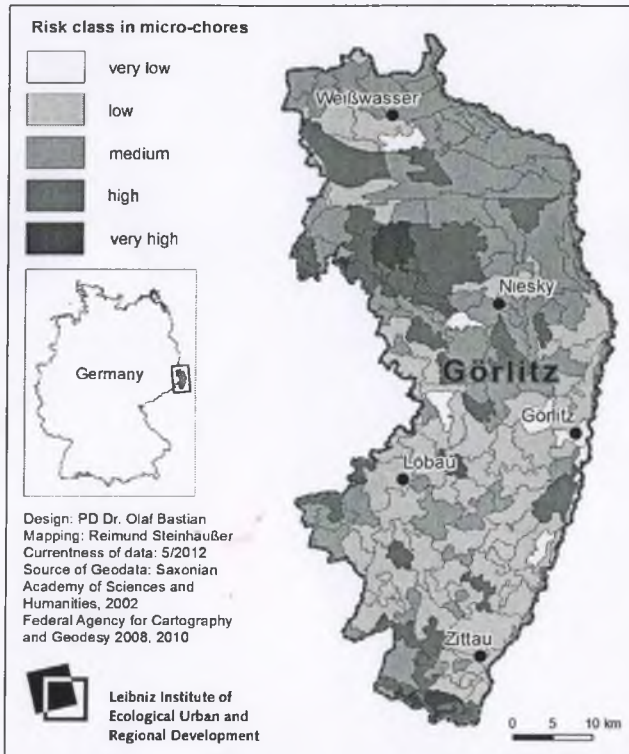 Risk class in micro-chores
very low
low
medium
high
very high
Germany
Design: PD Dr. Olaf Bastian
Mapping: Reimund Steinhäußer
Currentness of data: 5/2012
Source of Geodata: Saxonian
Academy of Sciences and
Humanities, 2002
Federal Agency for Cartography
and Geodesy 2008, 2010
Leibniz Institute of
Ecological Urban and
Regional Development
Weißwasser
Niesky
Görlitz
Görlitz
Löbau
Zittau
0 5 10 km